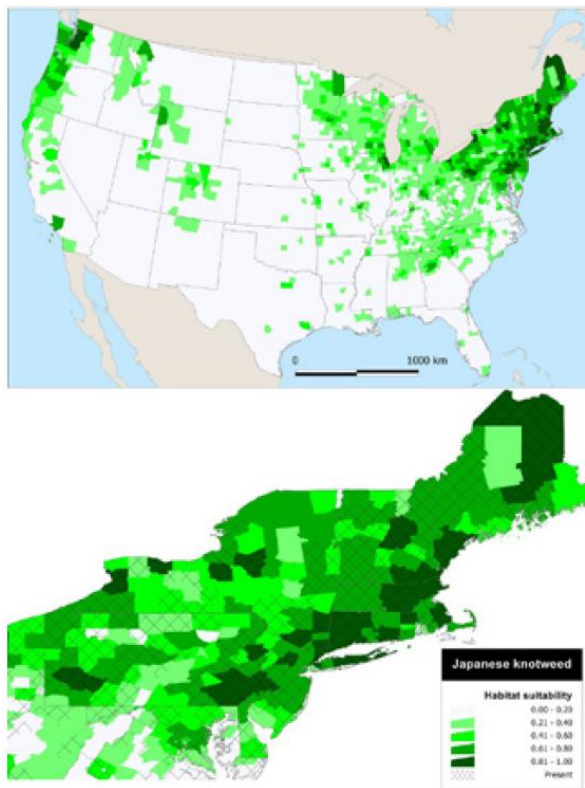 0 1000 km
Japanese knotweed
Habitat suitability
0.00 - 0.20
0.21 - 0.40
0.41 - 0.60
0.61 - 0.80
0.81 - 1.00
Present